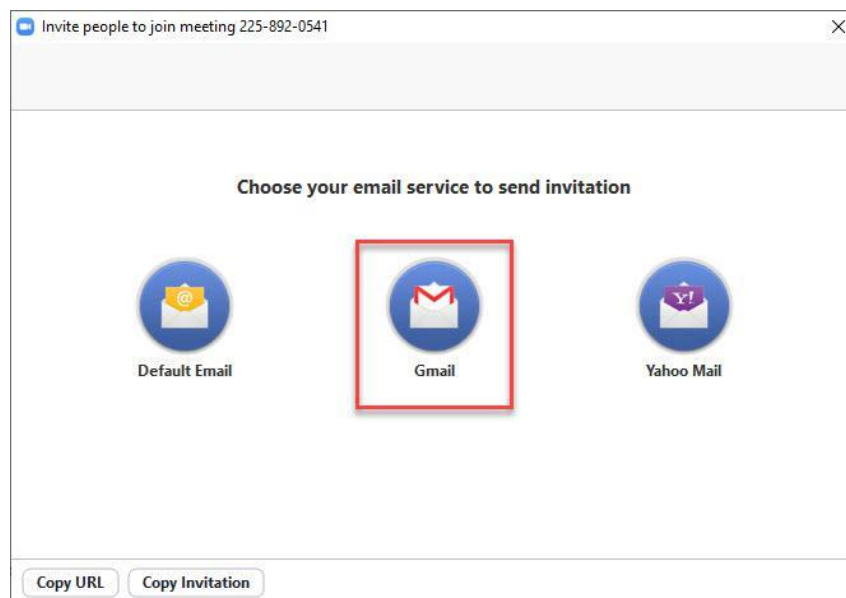 Invite people to join meeting 225-892-0541
Choose your email service to send invitation
@
Y!
Default Email
Gmail
Yahoo Mail
Copy URL
Copy Invitation